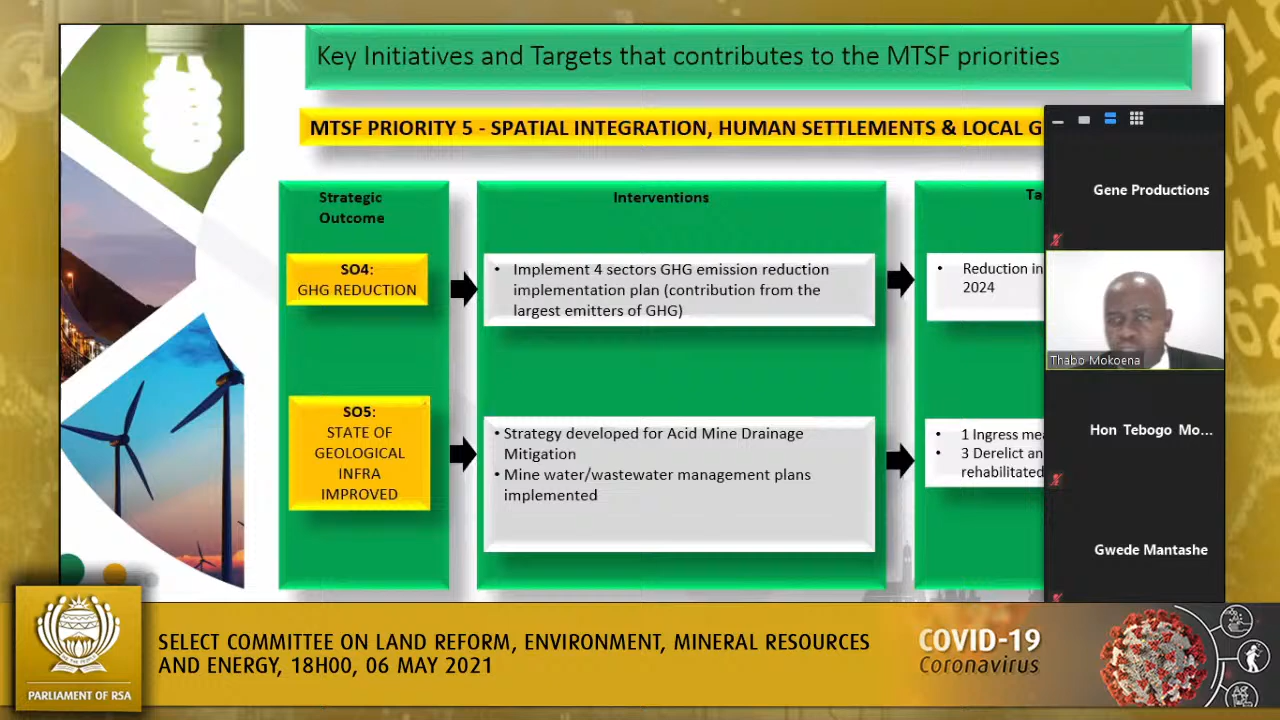 Key Initiatives and Targets that contributes to the MTSF priorities
MTSF PRIORITY 5 - SPATIAL INTEGRATION, HUMAN SETTLEMENTS & LOCAL G
Strategic
Outcome
SO4:
GHG REDUCTION
SO5:
STATE OF
GEOLOGICAL
INFRA
IMPROVED
Interventions
• Implement 4 sectors GHG emission reduction
implementation plan (contribution from the
largest emitters of GHG)
• Strategy developed for Acid Mine Drainage
Mitigation
• Mine water/wastewater management plans
implemented
Ta
• Reduction in
2024
• 1 Ingress mea
• 3 Derelict an
rehabilitated
Gene Productions
Thabo Mokoena
Hon Tebogo Mo...
Gwede Mantashe
PARLIAMENT OF RSA
SELECT COMMITTEE ON LAND REFORM, ENVIRONMENT, MINERAL RESOURCES
AND ENERGY, 18H00, 06 MAY 2021
COVID-19
Coronavirus